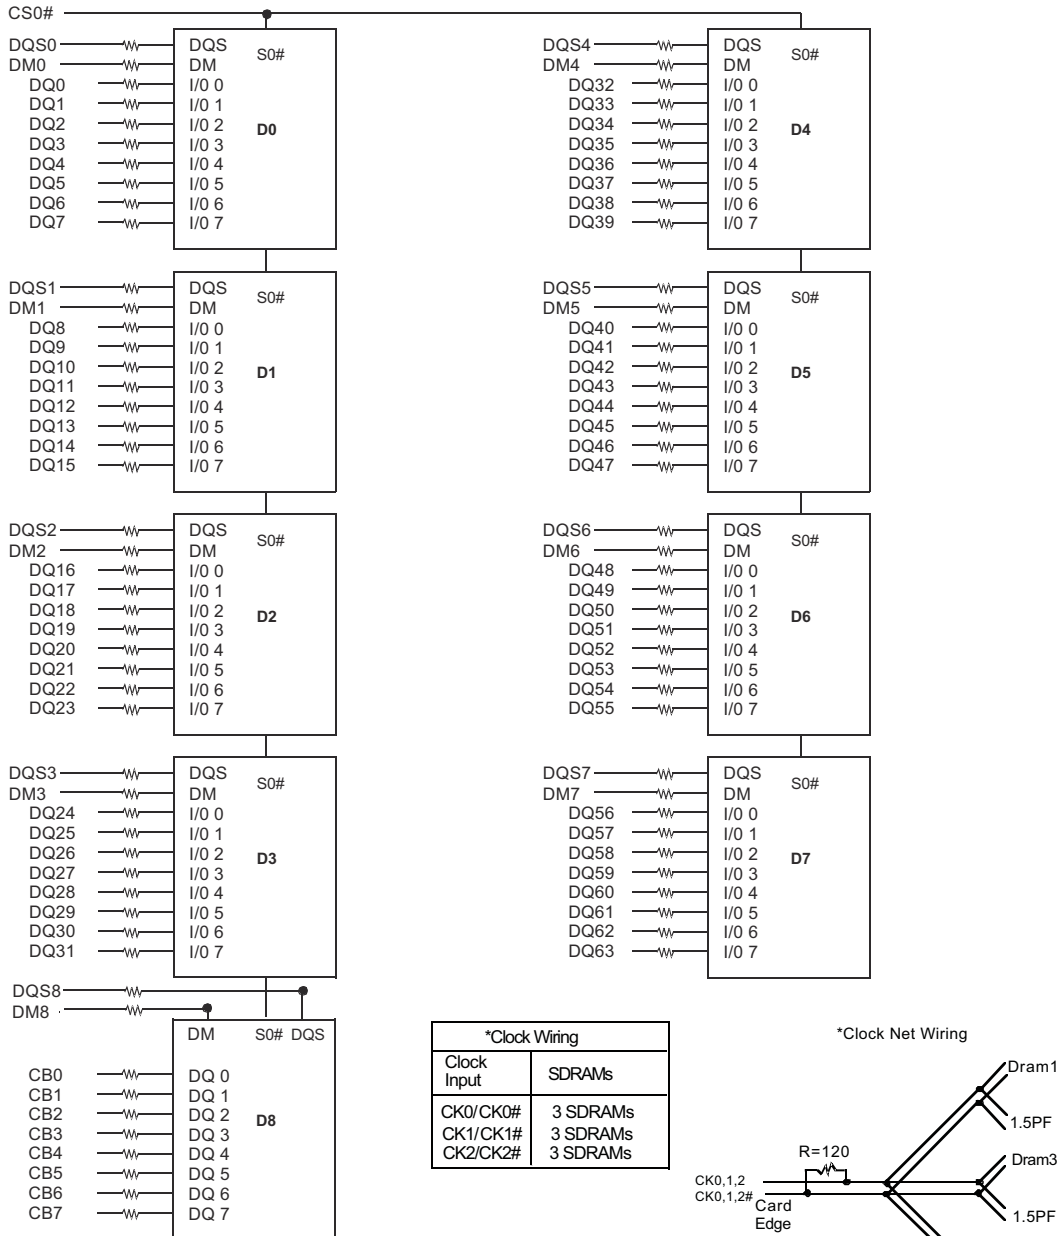 CS0#
DQS0 DQS
S0#
DM0 DM
DQ0 I/0 0
DQ1 I/0 1
DQ2 I/0 2
D0
DQ3 I/0 3
DQ4 I/0 4
DQ5 I/0 5
DQ6 I/0 6
DQ7 I/0 7
DQS1 DQS
S0#
DM1 DM
DQ8 I/0 0
DQ9 I/0 1
DQ10 I/0 2
D1
DQ11 I/0 3
DQ12 I/0 4
DQ13 I/0 5
DQ14 I/0 6
DQ15 I/0 7
DQS2 DQS
S0#
DM2 DM
DQ16 I/0 0
DQ17 I/0 1
DQ18 I/0 2
D2
DQ19 I/0 3
DQ20 I/0 4
DQ21 I/0 5
DQ22 I/0 6
DQ23 I/0 7
DQS3 DQS
S0#
DM3 DM
DQ24 I/0 0
DQ25 I/0 1
DQ26 I/0 2
D3
DQ27 I/0 3
DQ28 I/0 4
DQ29 I/0 5
DQ30 I/0 6
DQ31 I/0 7
DQS8
DM8
DM S0# DQS
CB0 DQ 0
CB1 DQ 1
CB2 DQ 2
D8
CB3 DQ 3
CB4 DQ 4
CB5 DQ 5
CB6 DQ 6
CB7 DQ 7
DQS4 DQS
S0#
DM4 DM
DQ32 I/0 0
DQ33 I/0 1
DQ34 I/0 2
D4
DQ35 I/0 3
DQ36 I/0 4
DQ37 I/0 5
DQ38 I/0 6
DQ39 I/0 7
DQS5 DQS
S0#
DM5 DM
DQ40 I/0 0
DQ41 I/0 1
DQ42 I/0 2
D5
DQ43 I/0 3
DQ44 I/0 4
DQ45 I/0 5
DQ46 I/0 6
DQ47 I/0 7
DQS6 DQS
S0#
DM6 DM
DQ48 I/0 0
DQ49 I/0 1
DQ50 I/0 2
D6
DQ51 I/0 3
DQ52 I/0 4
DQ53 I/0 5
DQ54 I/0 6
DQ55 I/0 7
DQS7 DQS
S0#
DM7 DM
DQ56 I/0 0
DQ57 I/0 1
DQ58 I/0 2
D7
DQ59 I/0 3
DQ60 I/0 4
DQ61 I/0 5
DQ62 I/0 6
DQ63 I/0 7
*Clock Wiring
Clock
Input SDRAMs
CK0/CK0# 3 SDRAMs
CK1/CK1# 3 SDRAMs
CK2/CK2# 3 SDRAMs
*Clock Net Wiring
Dram1
1.5PF
R=120
Dram3
CK0,1,2
CK0,1,2#
Card
Edge
1.5PF